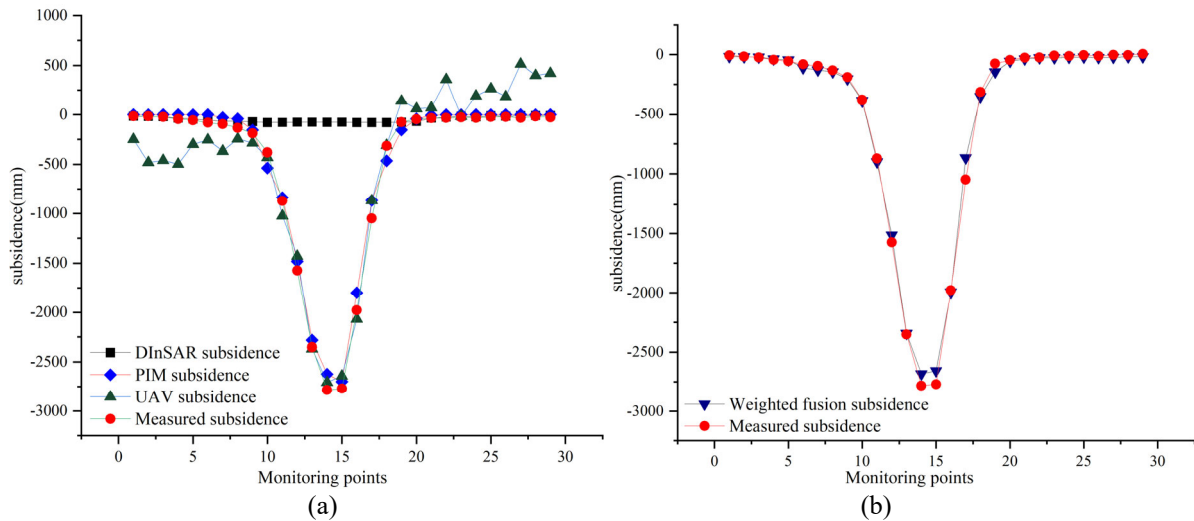 1000
500
0
-500
-1000
-1500
-2000
-2500
-3000
subsidence(mm)
DInSAR subsidence
PIM subsidence
UAV subsidence
Measured subsidence
0 5 10 15 20 25 30
Monitoring points
(a)
0
-500
-1000
-1500
-2000
-2500
-3000
subsidence(mm)
Weighted fusion subsidence
Measured subsidence
0 5 10 15 20 25 30
Monitoring points
(b)